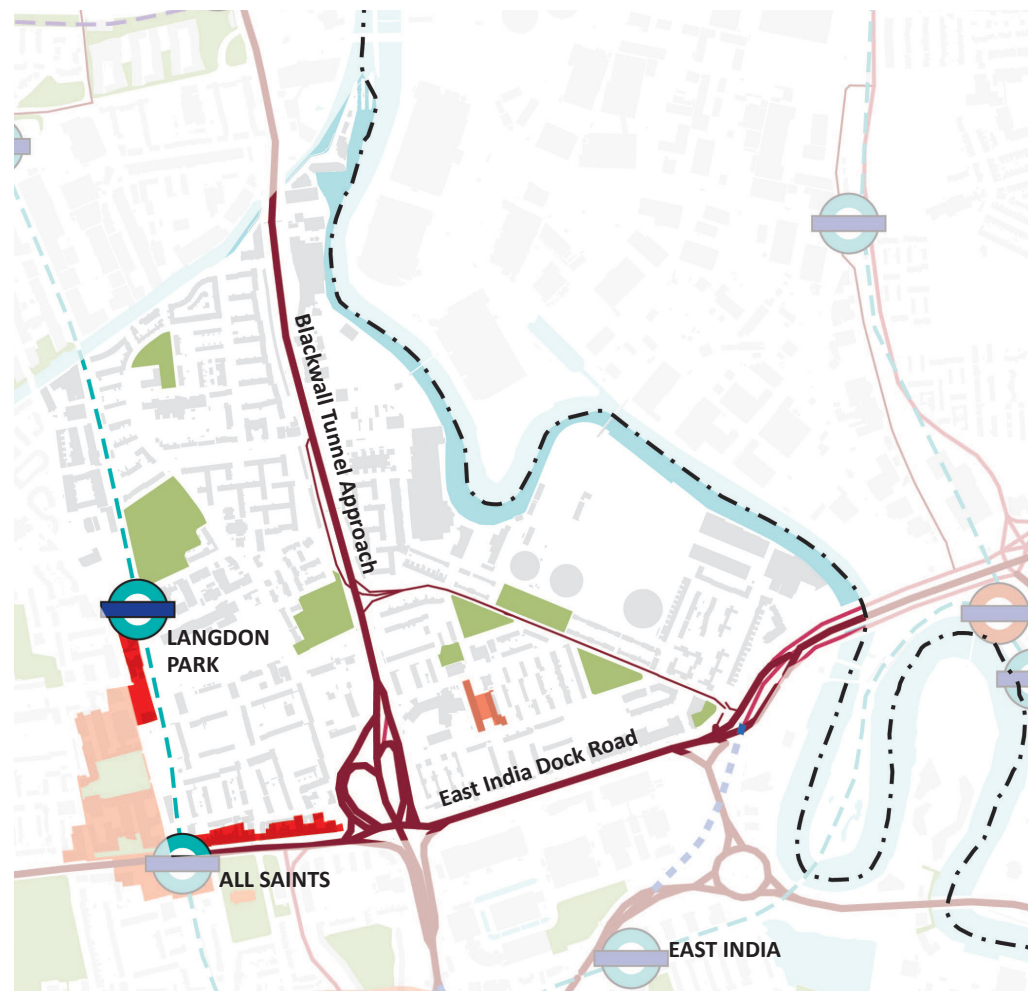 Blackwall Tunnel Approach
LANGDON
PARK
East India Dock Road
ALL SAINTS
EAST INDIA